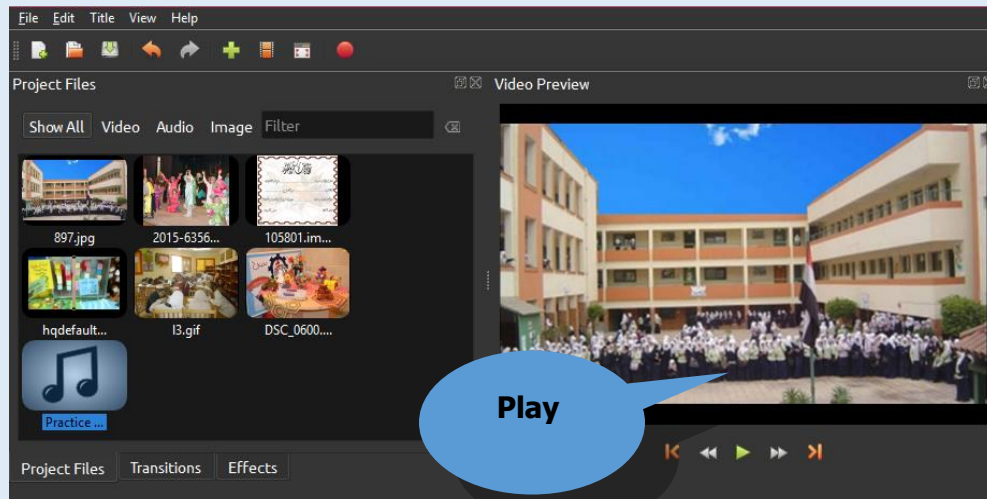 File Edit Title View Help
Project Files
Video Preview
Show All Video Audio Image Filter
897.jpg 2015-6356... 105801.im...
hqdefault... I3.gif DSC_0600....
Practice ...
Play
Project Files Transitions Effects